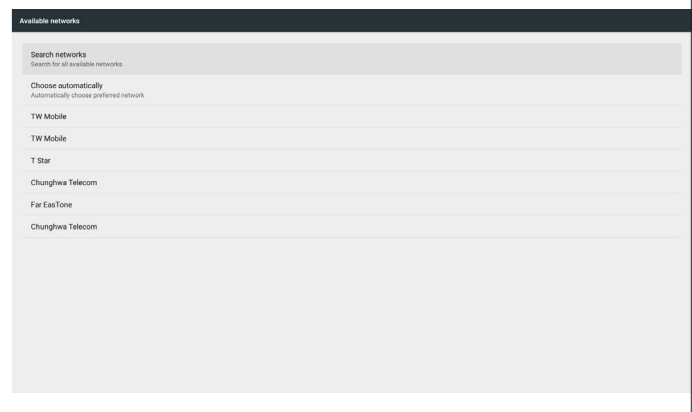 Available networks
Search networks
Search for all available networks
Choose automatically
Automatically choose preferred network
TW Mobile
TW Mobile
T Star
Chunghwa Telecom
Far EasTone
Chunghwa Telecom